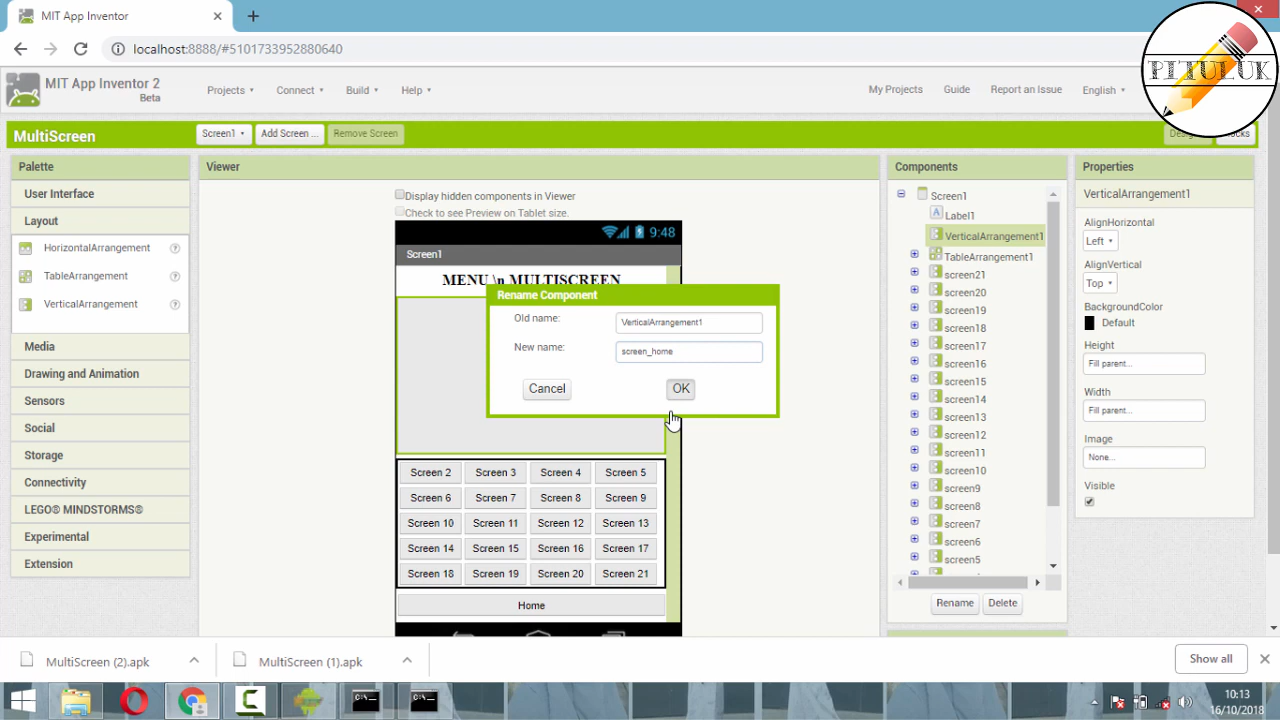 MIT App Inventor
localhost:8888/#5101733952880640
PITULUK
MIT App Inventor 2
Beta
Projects
Connect
Build
Help
My Projects
Guide
Report an Issue
English
MultiScreen
Screen1
Add Screen ...
Remove Screen
Palette
User Interface
Layout
HorizontalArrangement
TableArrangement
VerticalArrangement
Media
Drawing and Animation
Sensors
Social
Storage
Connectivity
LEGO® MINDSTORMS®
Experimental
Extension
Viewer
Display hidden components in Viewer
Check to see Preview on Tablet size.
9:48
Screen1
MENU \n MULTISCREEN
Rename Component
Old name:
VerticalArrangement1
New name:
screen_home
Cancel
OK
Screen 2
Screen 3
Screen 4
Screen 5
Screen 6
Screen 7
Screen 8
Screen 9
Screen 10
Screen 11
Screen 12
Screen 13
Screen 14
Screen 15
Screen 16
Screen 17
Screen 18
Screen 19
Screen 20
Screen 21
Home
Components
Screen1
Label1
VerticalArrangement1
TableArrangement1
screen21
screen20
screen19
screen18
screen17
screen16
screen15
screen14
screen13
screen12
screen11
screen10
screen9
screen8
screen7
screen6
screen5
Rename
Delete
Properties
VerticalArrangement1
AlignHorizontal
Left
AlignVertical
Top
BackgroundColor
Default
Height
Fill parent...
Width
Fill parent...
Image
None...
Visible
MultiScreen (2).apk
MultiScreen (1).apk
Show all
10:13
16/10/2018